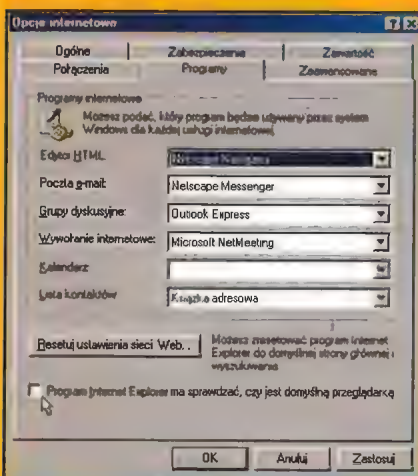 Opcje internetowe
Ogólne Zabezpieczenia Zawartość
Połączenia Programy Zaawansowane
Programy internetowe
Możesz podać, który program będzie używany przez system
Windows dla każdej usługi internetowej.
Edytor HTML:
Poczta e-mail: Netscape Messenger
Grupy dyskusyjne: Outlook Express
Wywołanie internetowe: Microsoft NetMeeting
Kalendarz:
Lista kontaktów: Książka adresowa
Resetuj ustawienia sieci Web... Możesz zresetować program Internet
Explorer do domyślnej strony głównej i
wyszukiwania
Program Internet Explorer ma sprawdzać, czy jest domyślną przeglądarką
OK Anuluj Zastosuj